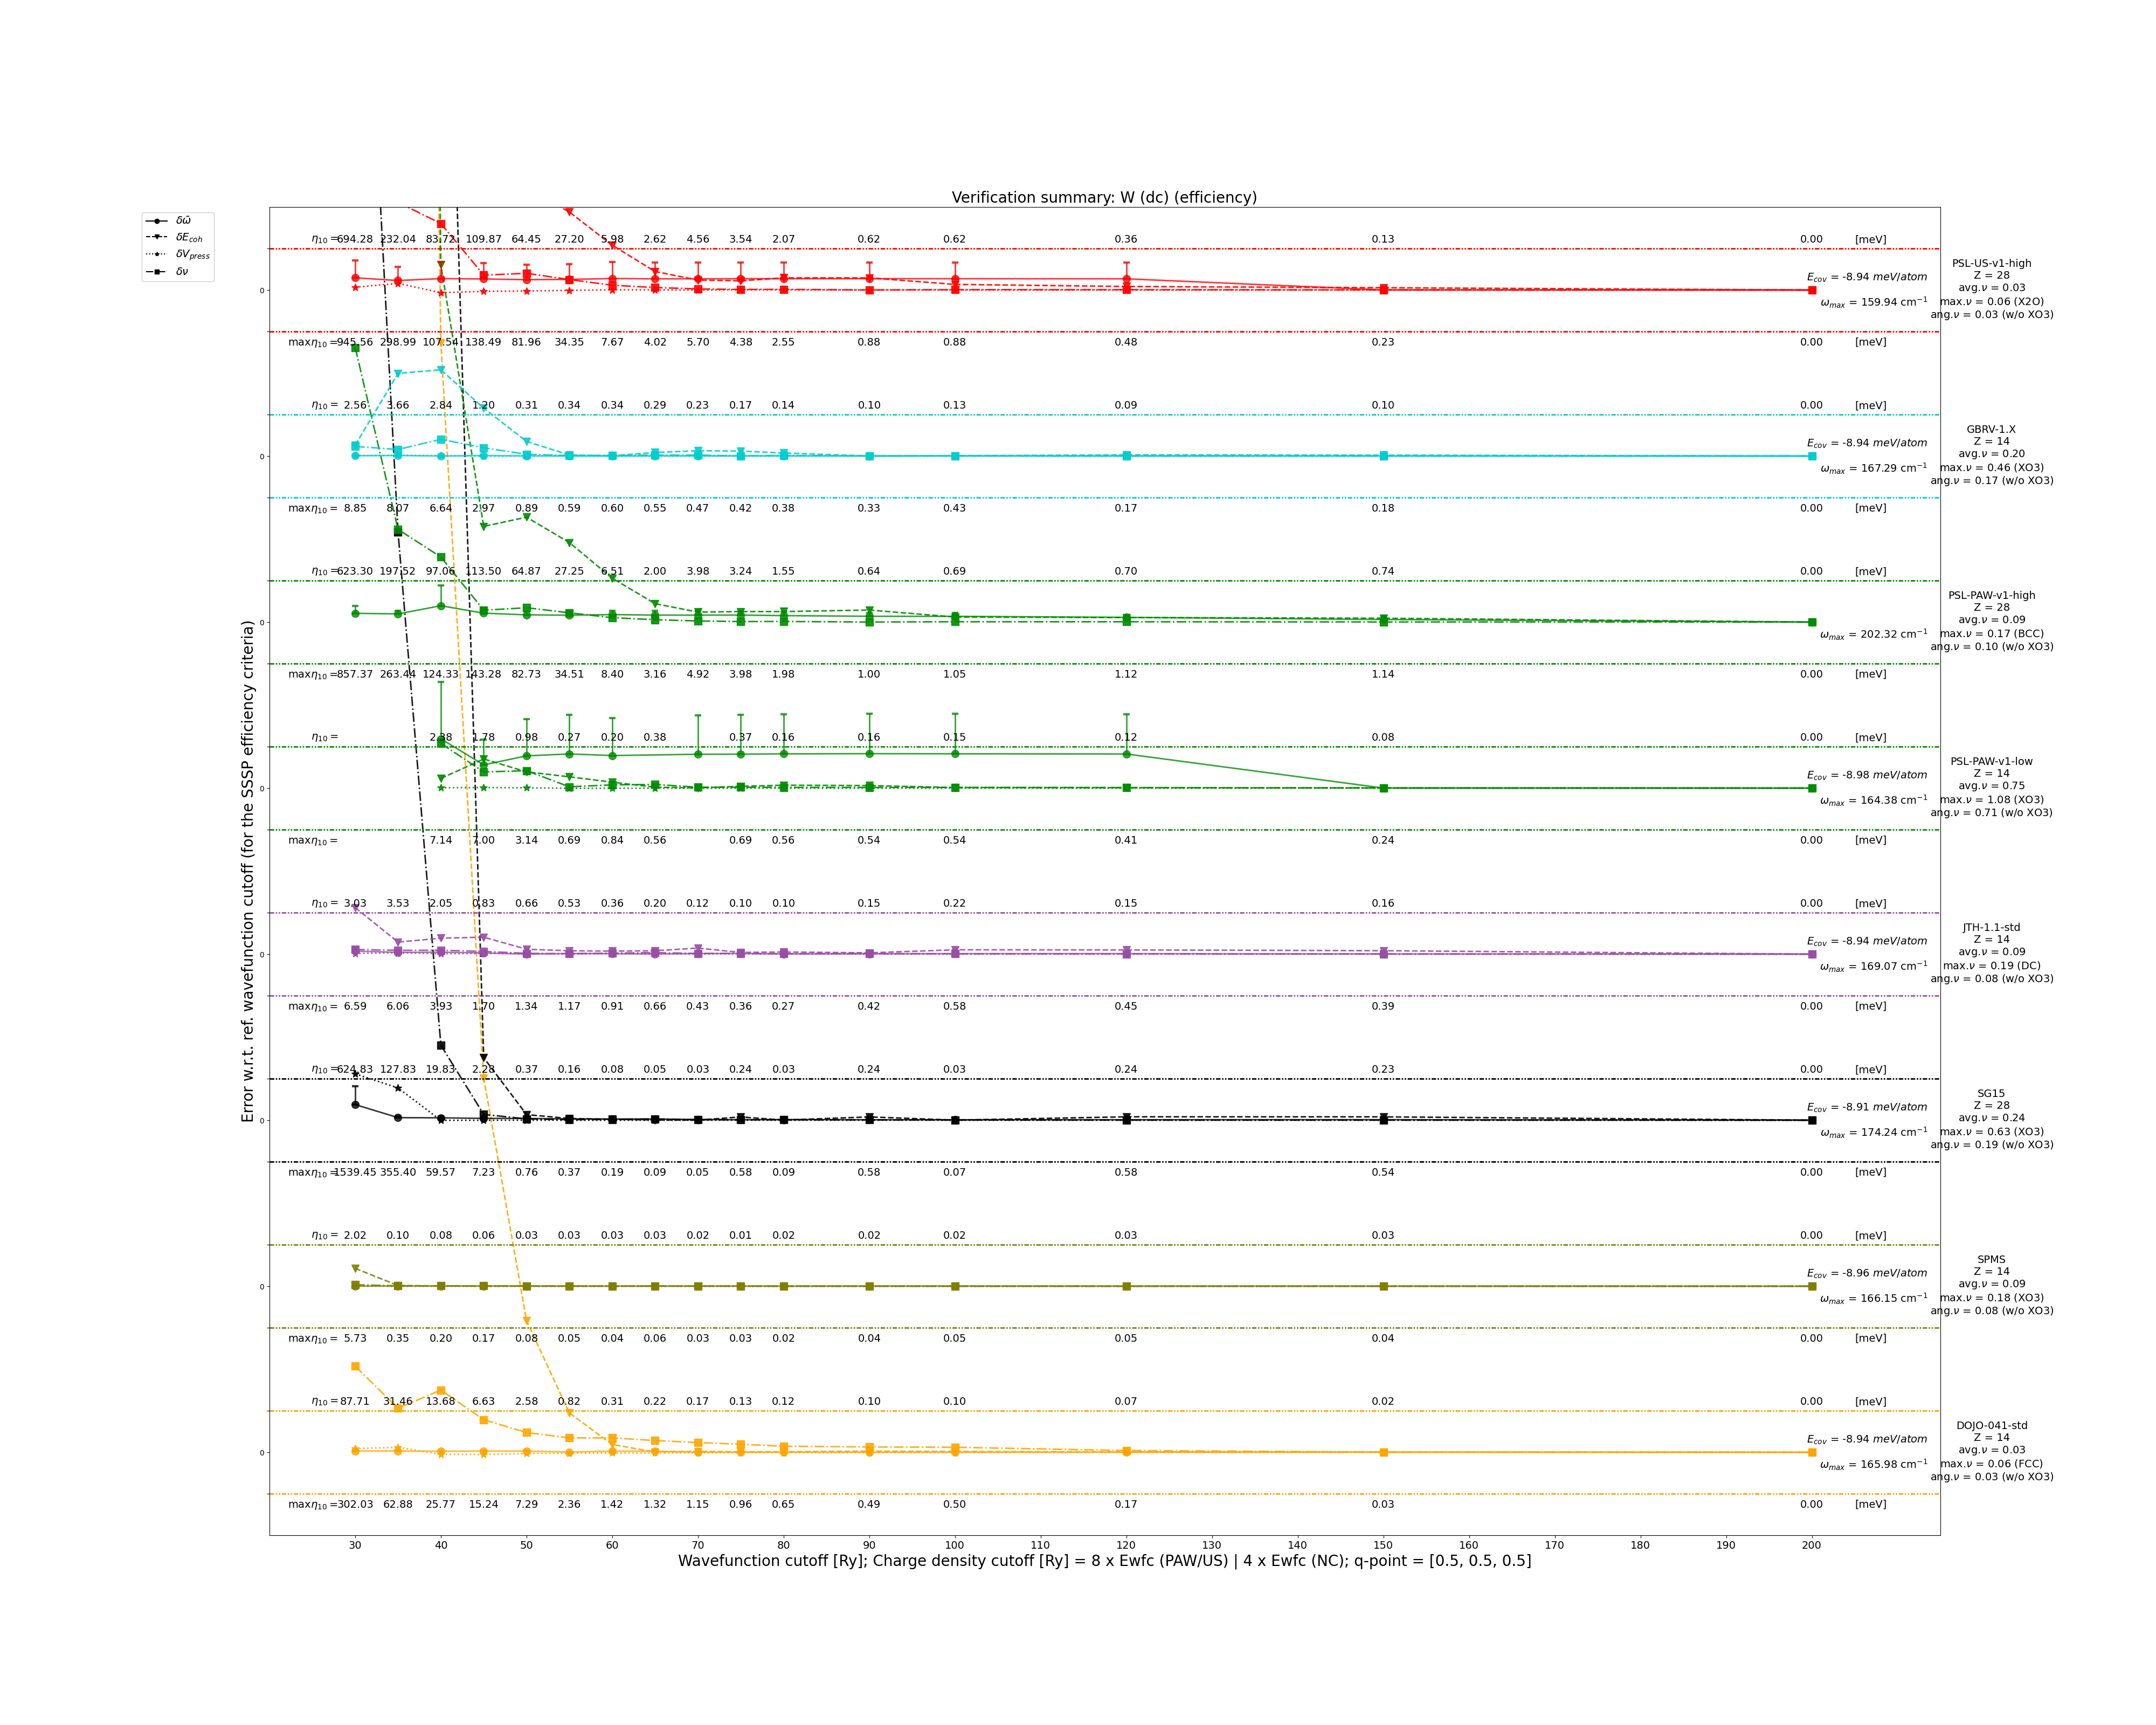 Verification summary: W (dc) (efficiency)
δω̄
δE_coh
δV_press
δν
Error w.r.t. ref. wavefunction cutoff (for the SSSP efficiency criteria)
η₁₀ = 694.28 232.04 83.72 109.87 64.45 27.20 5.98 2.62 4.56 3.54 2.07 0.62 0.62 0.36 0.13 0.00 [meV]
0
E_cov = -8.94 meV/atom
ω_max = 159.94 cm⁻¹
maxη₁₀ = 945.56 298.99 107.54 138.49 81.96 34.35 7.67 4.02 5.70 4.38 2.55 0.88 0.88 0.48 0.23 0.00 [meV]
PSL-US-v1-high
Z = 28
avg.ν = 0.03
max.ν = 0.06 (X2O)
ang.ν = 0.03 (w/o XO3)
η₁₀ = 2.56 3.66 2.84 1.20 0.31 0.34 0.34 0.29 0.23 0.17 0.14 0.10 0.13 0.09 0.10 0.00 [meV]
0
E_cov = -8.94 meV/atom
ω_max = 167.29 cm⁻¹
maxη₁₀ = 8.85 8.07 6.64 2.97 0.89 0.59 0.60 0.55 0.47 0.42 0.38 0.33 0.43 0.17 0.18 0.00 [meV]
GBRV-1.X
Z = 14
avg.ν = 0.20
max.ν = 0.46 (XO3)
ang.ν = 0.17 (w/o XO3)
η₁₀ = 623.30 197.52 97.06 113.50 64.87 27.25 6.51 2.00 3.98 3.24 1.55 0.64 0.69 0.70 0.74 0.00 [meV]
0
ω_max = 202.32 cm⁻¹
maxη₁₀ = 857.37 263.44 124.33 143.28 82.73 34.51 8.40 3.16 4.92 3.98 1.98 1.00 1.05 1.12 1.14 0.00 [meV]
PSL-PAW-v1-high
Z = 28
avg.ν = 0.09
max.ν = 0.17 (BCC)
ang.ν = 0.10 (w/o XO3)
η₁₀ = 2.38 1.78 0.98 0.27 0.20 0.38 0.37 0.16 0.16 0.15 0.12 0.08 0.00 [meV]
0
E_cov = -8.98 meV/atom
ω_max = 164.38 cm⁻¹
maxη₁₀ = 7.14 7.00 3.14 0.69 0.84 0.56 0.69 0.56 0.54 0.54 0.41 0.24 0.00 [meV]
PSL-PAW-v1-low
Z = 14
avg.ν = 0.75
max.ν = 1.08 (XO3)
ang.ν = 0.71 (w/o XO3)
η₁₀ = 3.03 3.53 2.05 0.83 0.66 0.53 0.36 0.20 0.12 0.10 0.10 0.15 0.22 0.15 0.16 0.00 [meV]
0
E_cov = -8.94 meV/atom
ω_max = 169.07 cm⁻¹
maxη₁₀ = 6.59 6.06 3.93 1.70 1.34 1.17 0.91 0.66 0.43 0.36 0.27 0.42 0.58 0.45 0.39 0.00 [meV]
JTH-1.1-std
Z = 14
avg.ν = 0.09
max.ν = 0.19 (DC)
ang.ν = 0.08 (w/o XO3)
η₁₀ = 624.83 127.83 19.83 2.28 0.37 0.16 0.08 0.05 0.03 0.24 0.03 0.24 0.03 0.24 0.23 0.00 [meV]
0
E_cov = -8.91 meV/atom
ω_max = 174.24 cm⁻¹
maxη₁₀ = 1539.45 355.40 59.57 7.23 0.76 0.37 0.19 0.09 0.05 0.58 0.09 0.58 0.07 0.58 0.54 0.00 [meV]
SG15
Z = 28
avg.ν = 0.24
max.ν = 0.63 (XO3)
ang.ν = 0.19 (w/o XO3)
η₁₀ = 2.02 0.10 0.08 0.06 0.03 0.03 0.03 0.03 0.02 0.01 0.02 0.02 0.02 0.03 0.03 0.00 [meV]
0
E_cov = -8.96 meV/atom
ω_max = 166.15 cm⁻¹
maxη₁₀ = 5.73 0.35 0.20 0.17 0.08 0.05 0.04 0.06 0.03 0.03 0.02 0.04 0.05 0.05 0.04 0.00 [meV]
SPMS
Z = 14
avg.ν = 0.09
max.ν = 0.18 (XO3)
ang.ν = 0.08 (w/o XO3)
η₁₀ = 87.71 31.46 13.68 6.63 2.58 0.82 0.31 0.22 0.17 0.13 0.12 0.10 0.10 0.07 0.02 0.00 [meV]
0
E_cov = -8.94 meV/atom
ω_max = 165.98 cm⁻¹
maxη₁₀ = 302.03 62.88 25.77 15.24 7.29 2.36 1.42 1.32 1.15 0.96 0.65 0.49 0.50 0.17 0.03 0.00 [meV]
DOJO-041-std
Z = 14
avg.ν = 0.03
max.ν = 0.06 (FCC)
ang.ν = 0.03 (w/o XO3)
30 40 50 60 70 80 90 100 110 120 130 140 150 160 170 180 190 200
Wavefunction cutoff [Ry]; Charge density cutoff [Ry] = 8 x Ewfc (PAW/US) | 4 x Ewfc (NC); q-point = [0.5, 0.5, 0.5]